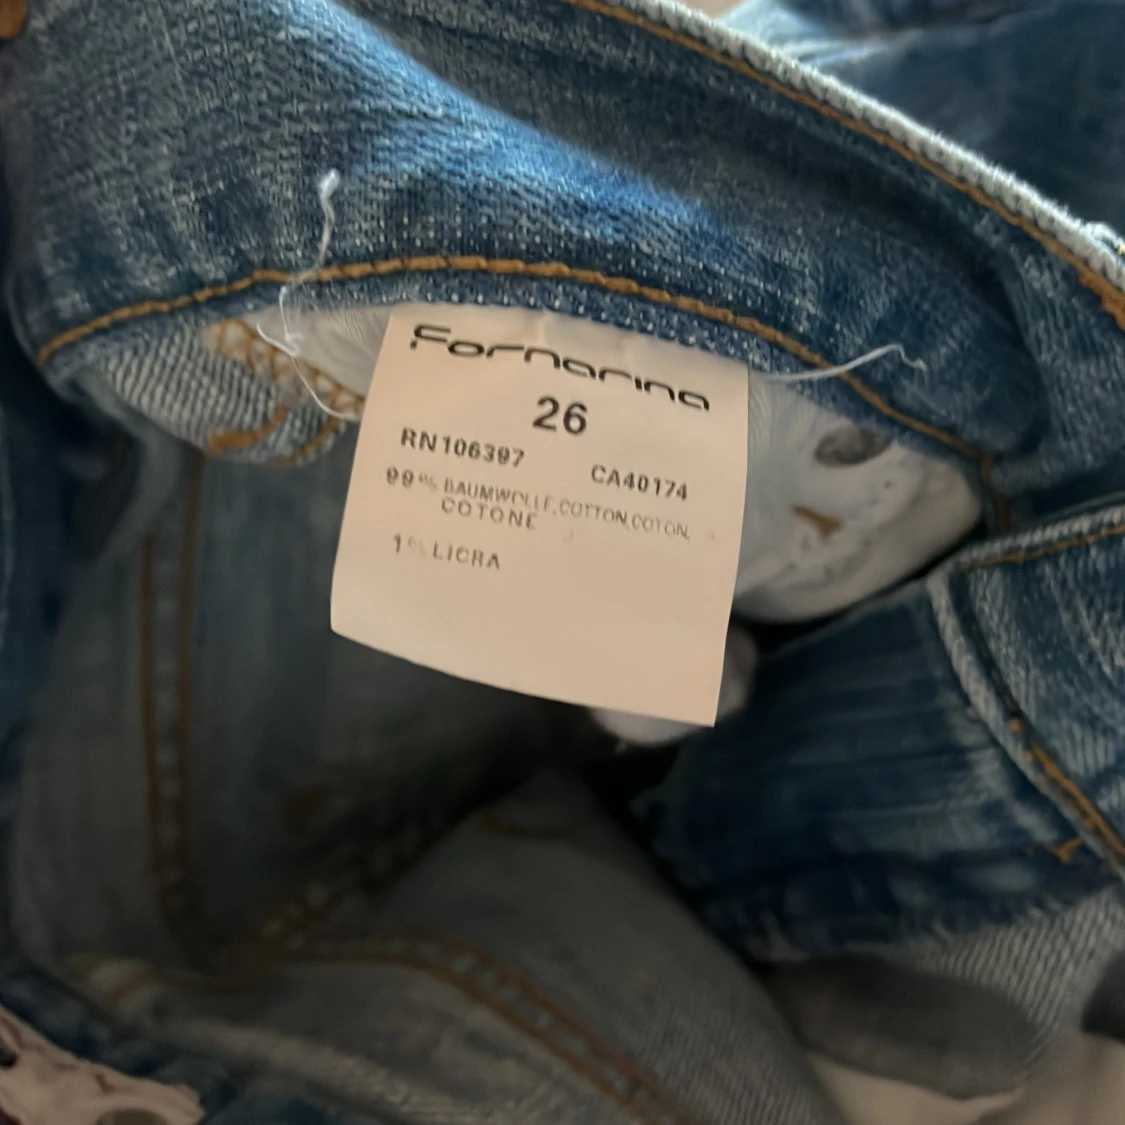 Fornarina
26
RN106397 CA40174
99% BAUMWOLLE, COTTON, COTON,
COTONE
1% LICRA